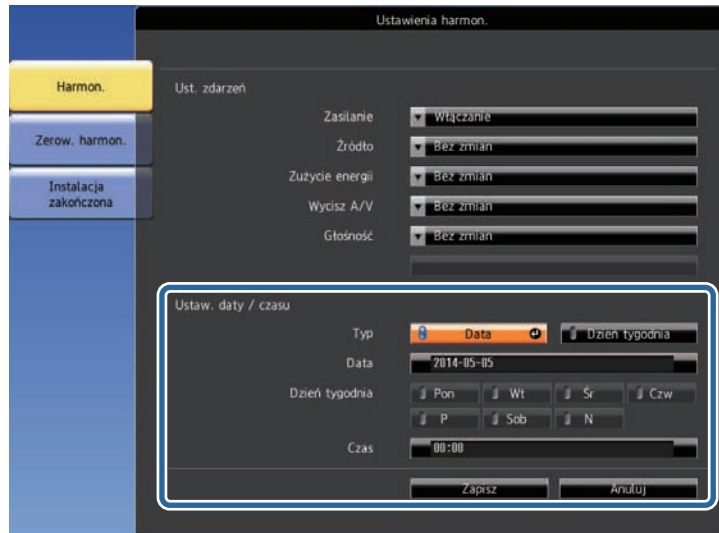 Ustawienia harmon.
Harmon.
Zerow. harmon.
Instalacja
zakończona
Ust. zdarzeń
Zasilanie Włączanie
Źródło Bez zmian
Zużycie energii Bez zmian
Wycisz A/V Bez zmian
Głośność Bez zmian
Ustaw. daty / czasu
Typ Data Dzień tygodnia
Data 2014-05-05
Dzień tygodnia Pon Wt Śr Czw
P Sob N
Czas 00:00
Zapisz Anuluj